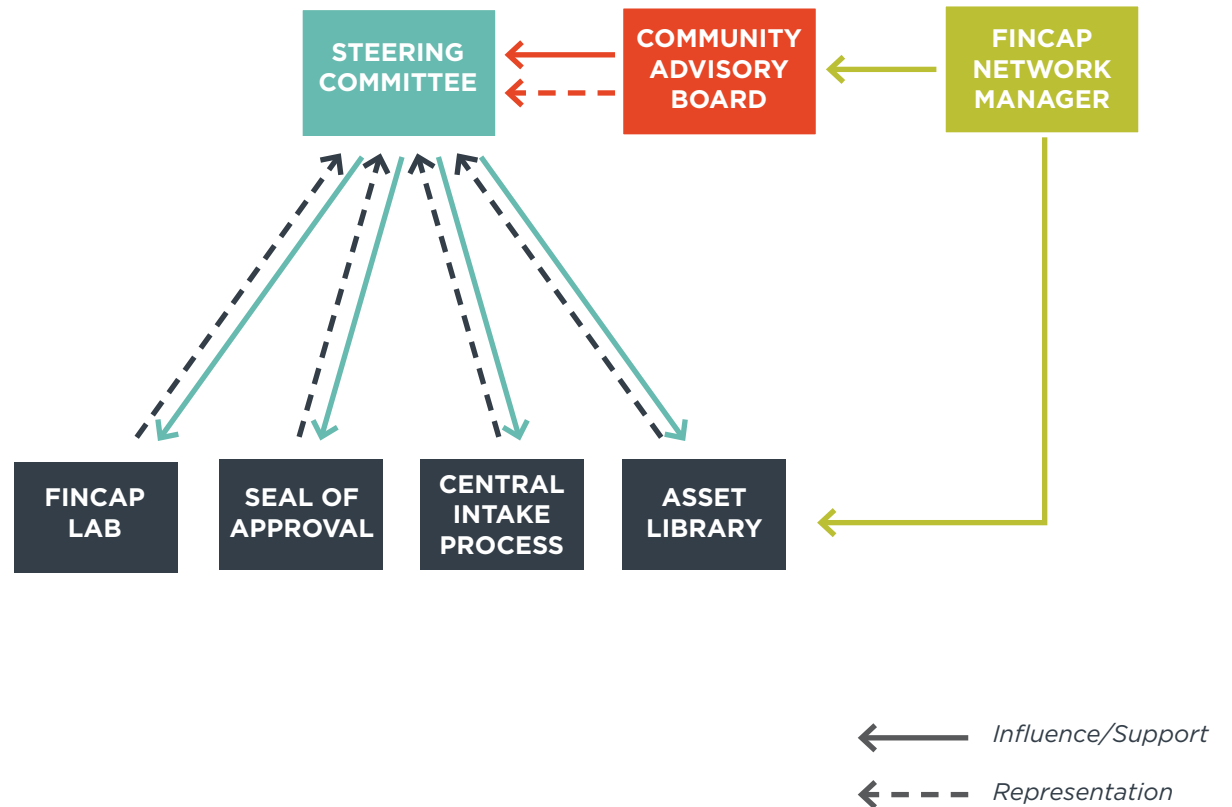 STEERING
COMMITTEE
COMMUNITY
ADVISORY
BOARD
FINCAP
NETWORK
MANAGER
FINCAP
LAB
SEAL OF
APPROVAL
CENTRAL
INTAKE
PROCESS
ASSET
LIBRARY
Influence/Support
Representation